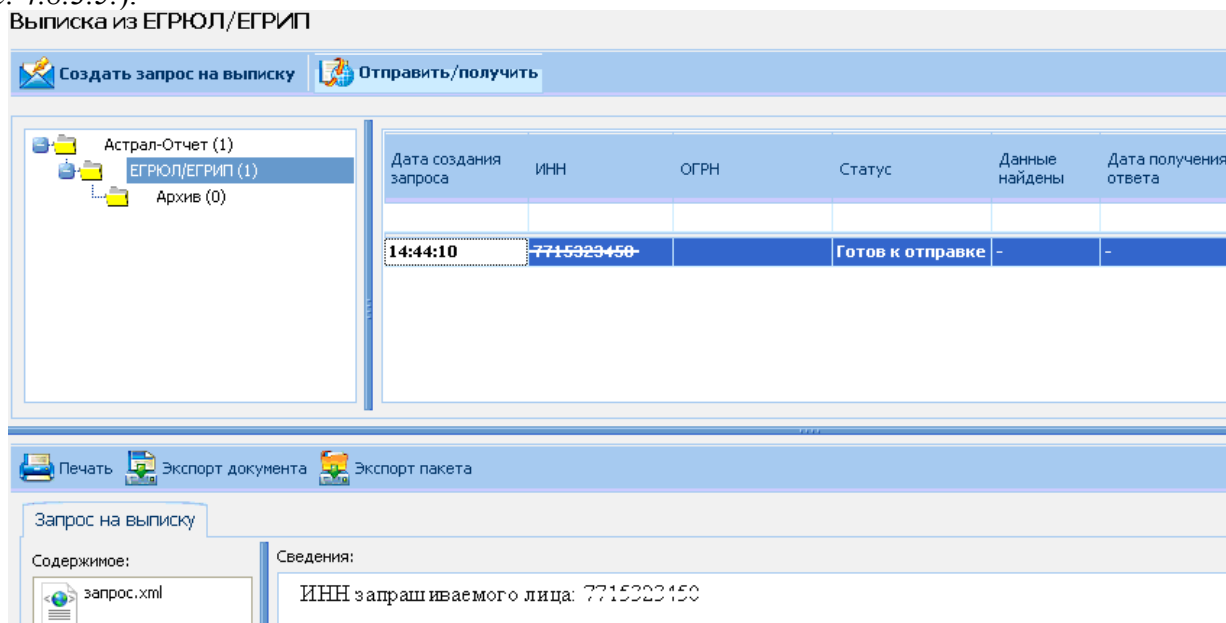 Выписка из ЕГРЮЛ/ЕГРИП
Создать запрос на выписку Отправить/получить
Астрал-Отчет (1)
ЕГРЮЛ/ЕГРИП (1)
Архив (0)
Дата создания запроса ИНН ОГРН Статус Данные найдены Дата получения ответа
14:44:10 7715323450 Готов к отправке - -
Печать Экспорт документа Экспорт пакета
Запрос на выписку
Содержимое: Сведения:
запрос.xml ИНН запрашиваемого лица: